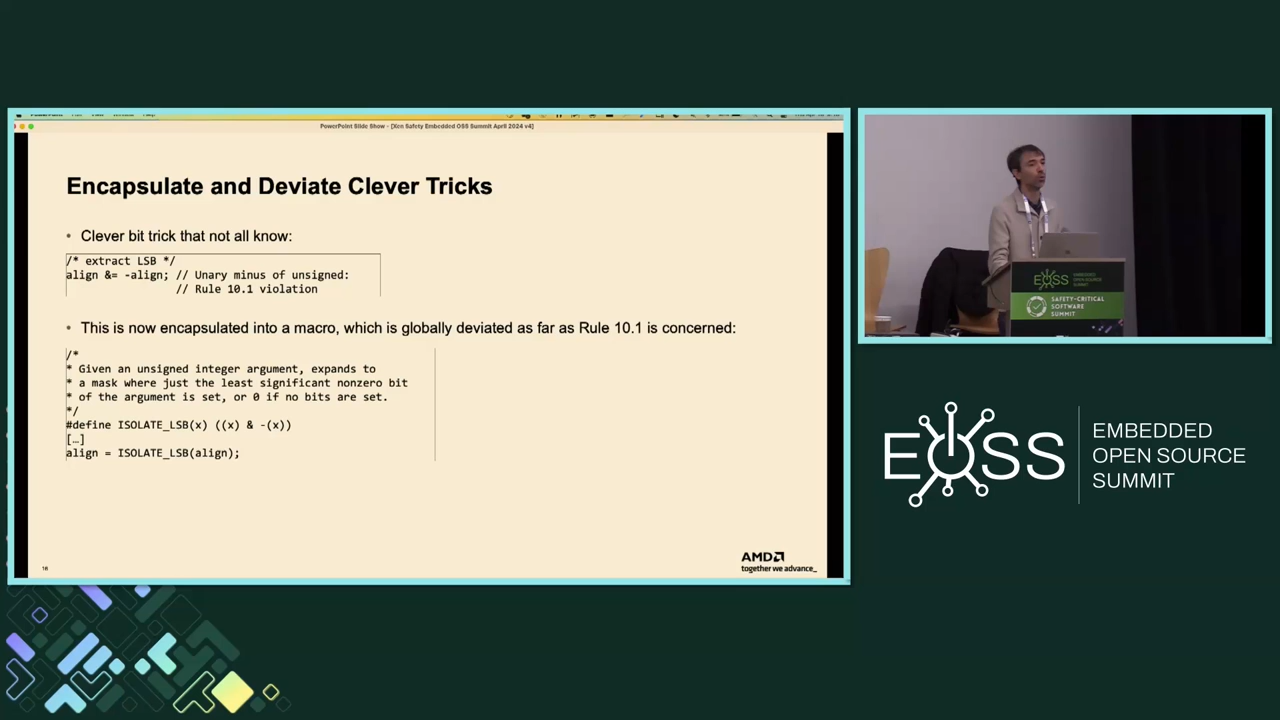 PowerPoint Slide Show - [Xen Safety Embedded OSS Summit April 2024 v4]
Encapsulate and Deviate Clever Tricks
• Clever bit trick that not all know:
/* extract LSB */
align &= -align; // Unary minus of unsigned:
// Rule 10.1 violation
• This is now encapsulated into a macro, which is globally deviated as far as Rule 10.1 is concerned:
/*
* Given an unsigned integer argument, expands to
* a mask where just the least significant nonzero bit
* of the argument is set, or 0 if no bits are set.
*/
#define ISOLATE_LSB(x) ((x) & -(x))
[…]
align = ISOLATE_LSB(align);
16
AMD
together we advance_
EOSS
EMBEDDED
OPEN SOURCE
SUMMIT
SAFETY-CRITICAL
SOFTWARE
SUMMIT
EOSS
EMBEDDED
OPEN SOURCE
SUMMIT